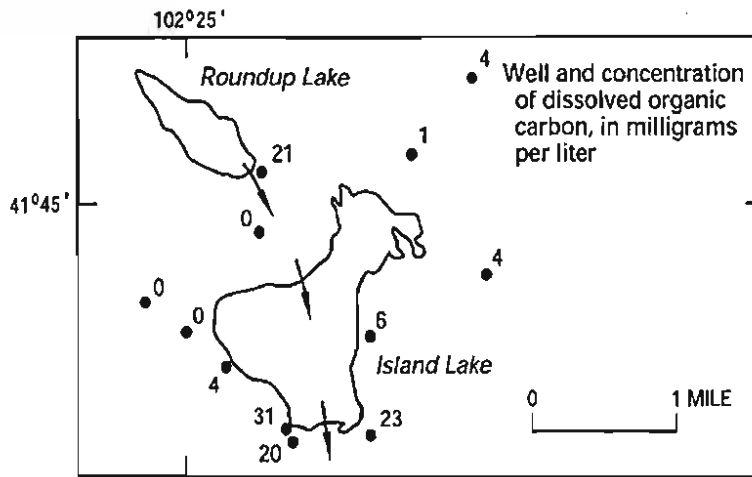 102°25'
Roundup Lake
4
Well and concentration
of dissolved organic
carbon, in milligrams
per liter
1
21
41°45'
0
4
0
0
6
Island Lake
4
0
1 MILE
31
23
20